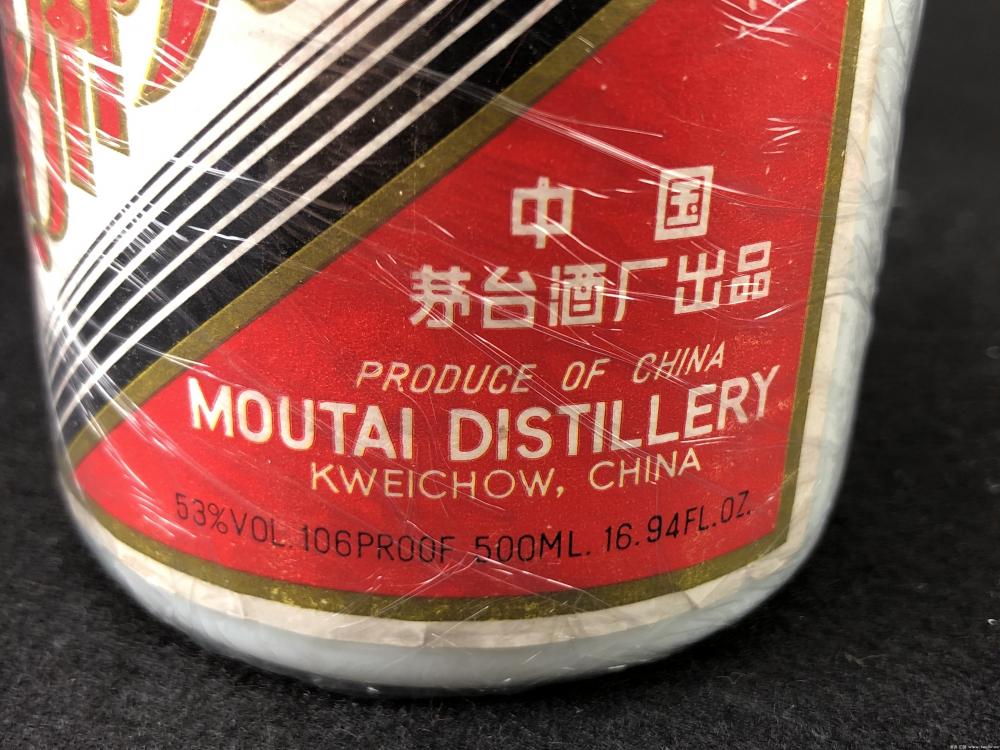 中国
茅台酒厂出品
PRODUCE OF CHINA
MOUTAI DISTILLERY
KWEICHOW, CHINA
53%VOL. 106PROOF 500ML. 16.94FL.OZ.